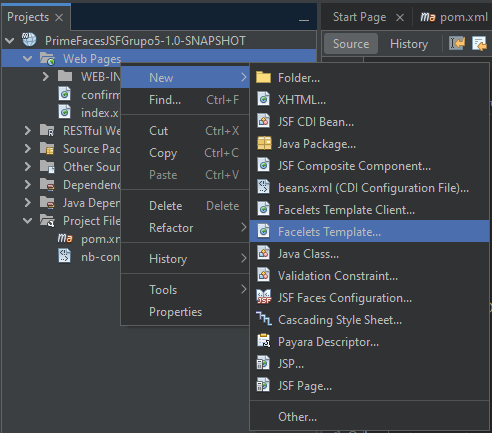 Projects
Start Page
pom.xml
PrimeFacesJSFGrupo5-1.0-SNAPSHOT
Source
History
Web Pages
WEB-IN
confirm
index.x
RESTful We
Source Pac
Other Sour
Dependenc
Java Depen
Project File
pom.xm
nb-con
New
Find... Ctrl+F
Cut Ctrl+X
Copy Ctrl+C
Paste Ctrl+V
Delete Delete
Refactor
History
Tools
Properties
Folder...
XHTML...
JSF CDI Bean...
Java Package...
JSF Composite Component...
beans.xml (CDI Configuration File)...
Facelets Template Client...
Facelets Template...
Java Class...
Validation Constraint...
JSF Faces Configuration...
Cascading Style Sheet...
Payara Descriptor...
JSP...
JSF Page...
Other...